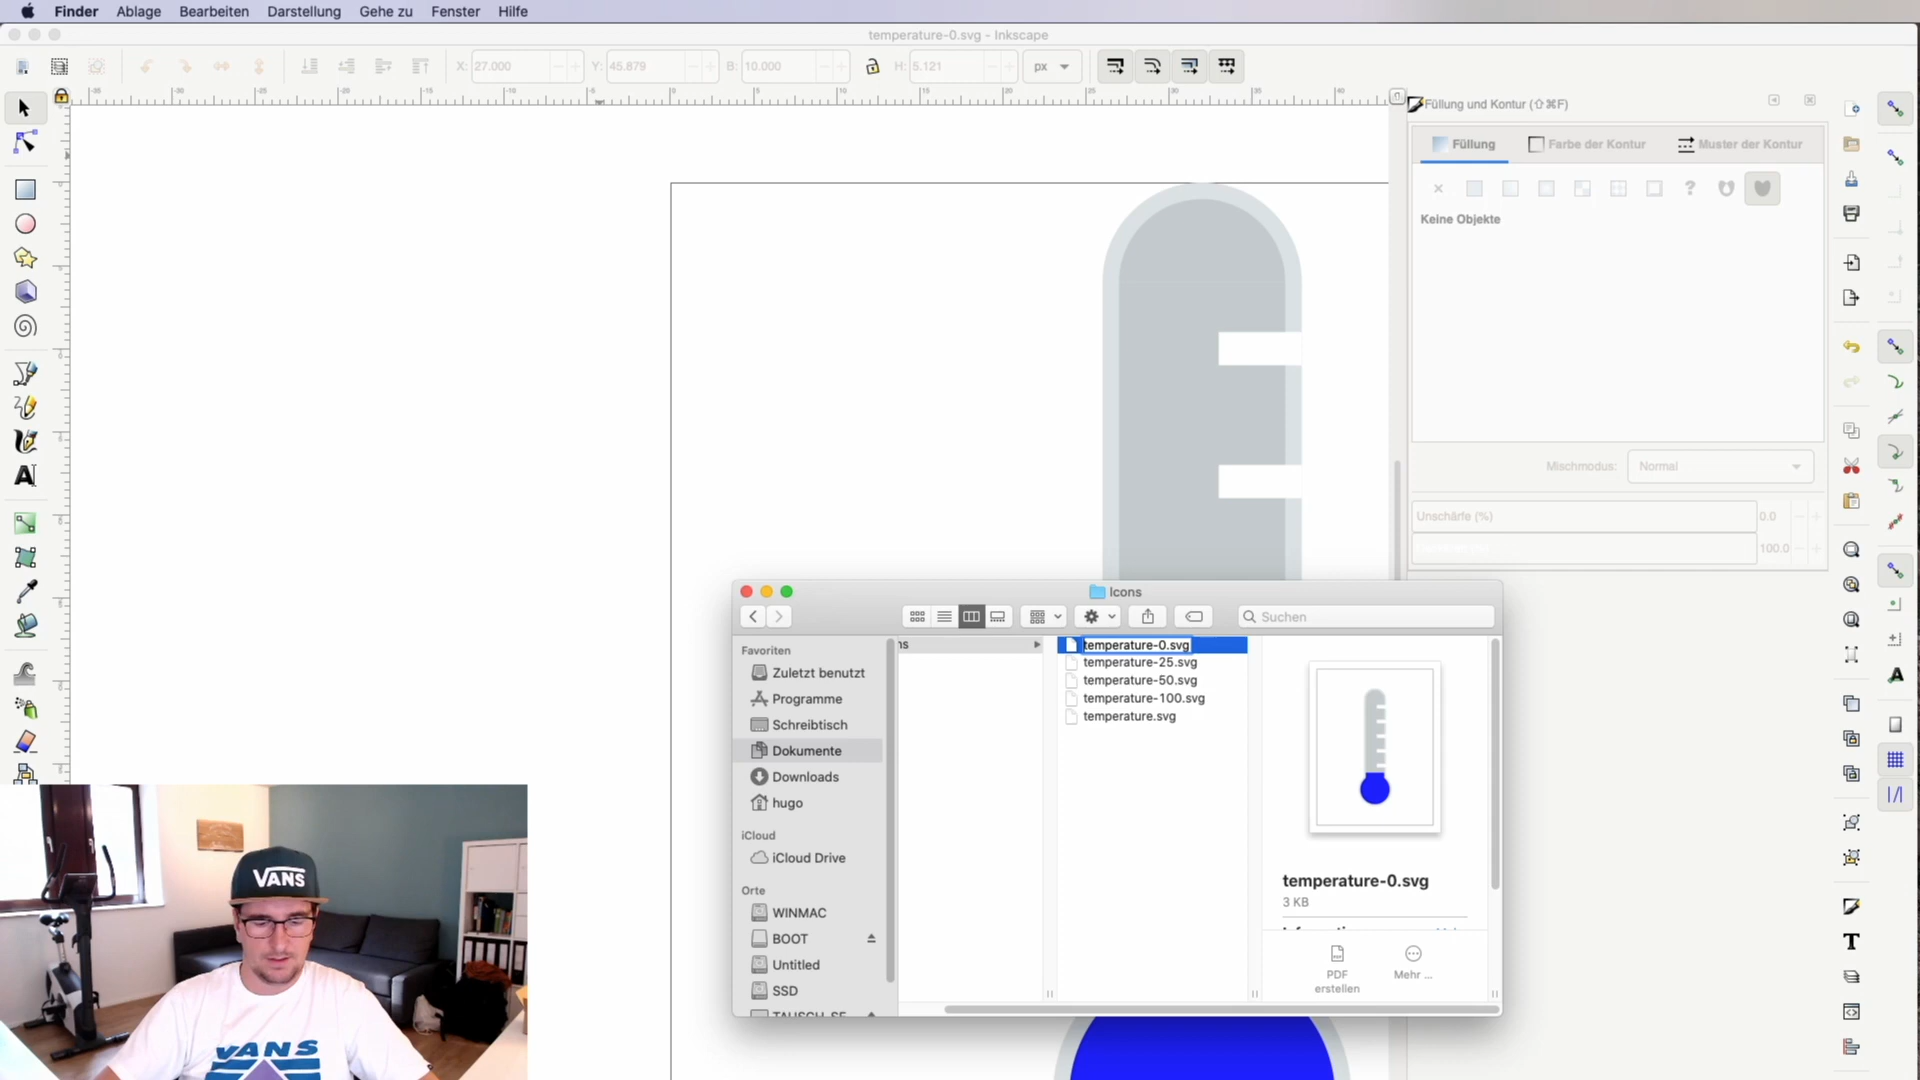 Finder Ablage Bearbeiten Darstellung Gehe zu Fenster Hilfe
temperature-0.svg - Inkscape
X: 27.000 Y: 45.879 B: 10.000 H: 5.121 px
Füllung und Kontur (⇧⌘F)
Füllung Farbe der Kontur Muster der Kontur
Keine Objekte
Mischmodus: Normal
Unschärfe (%) 0.0
100.0
Icons
Suchen
Favoriten
Zuletzt benutzt
Programme
Schreibtisch
Dokumente
Downloads
hugo
iCloud
iCloud Drive
Orte
WINMAC
BOOT
Untitled
SSD
ns
temperature-0.svg
temperature-25.svg
temperature-50.svg
temperature-100.svg
temperature.svg
temperature-0.svg
3 KB
PDF
erstellen
Mehr ...
VANS
VANS